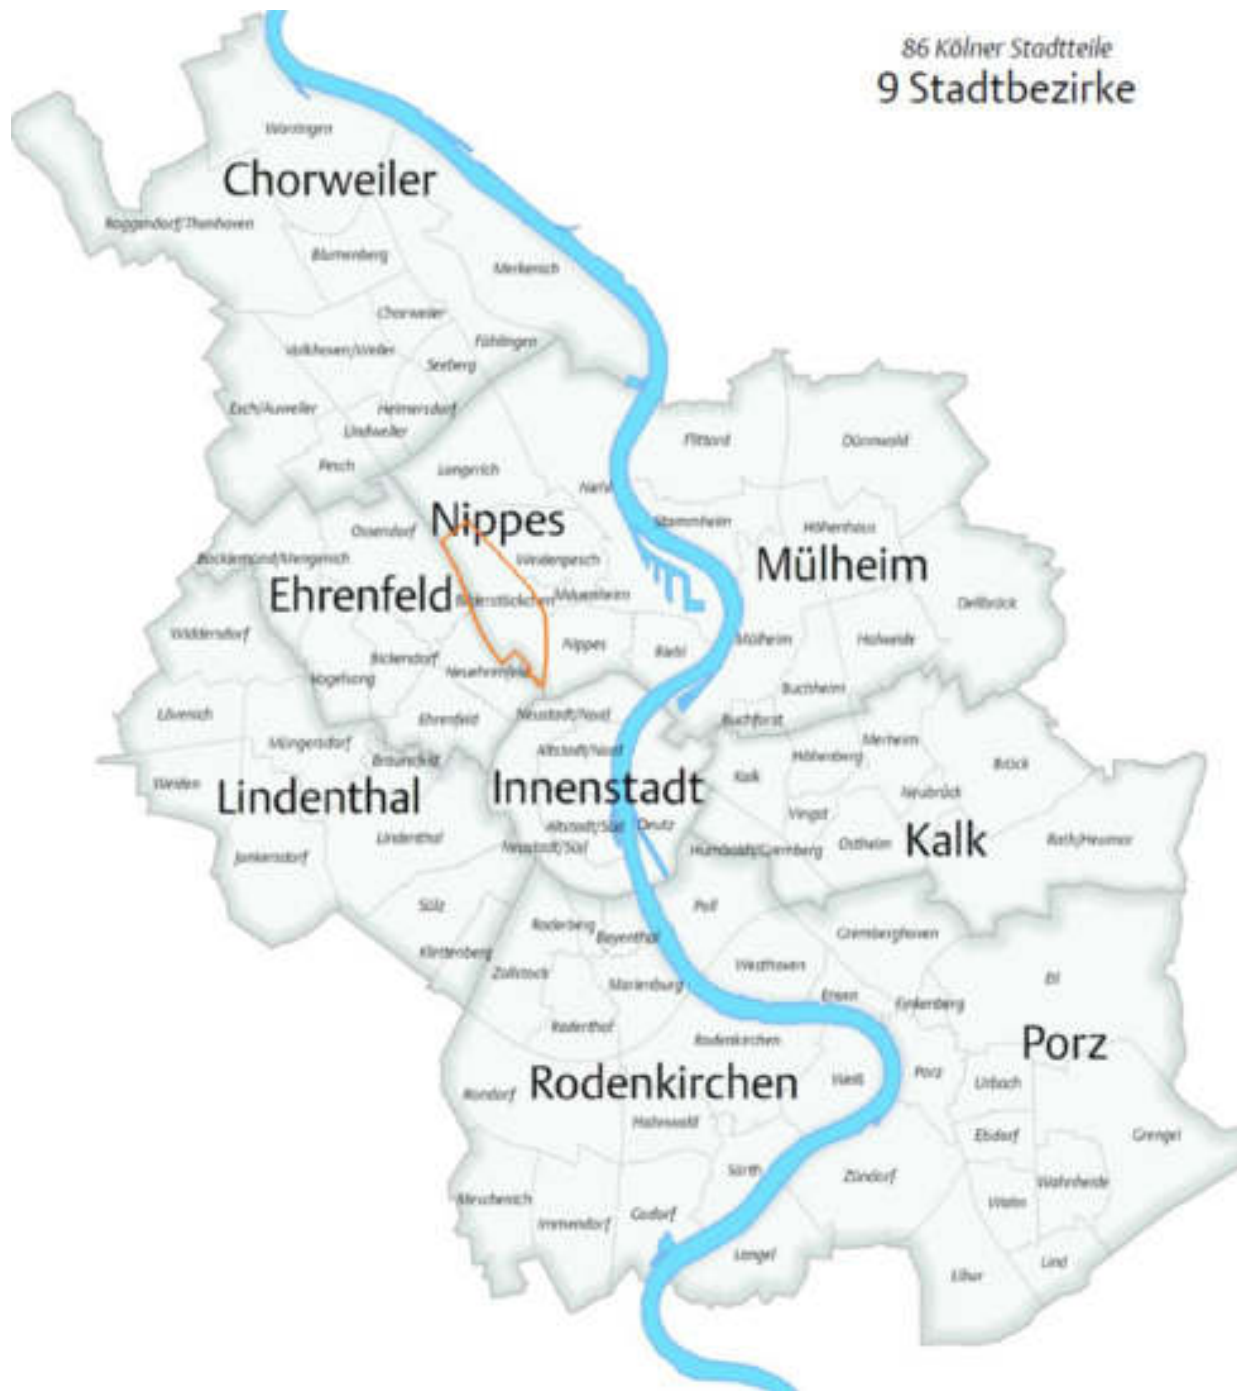 86 Kölner Stadtteile
9 Stadtbezirke
Worringen
Chorweiler
Roggendorf/Thenhoven
Blumenberg
Merkenich
Chorweiler
Fühlingen
Volkhoven/Weiler
Seeberg
Esch/Auweiler
Heimersdorf
Lindweiler
Pesch
Longerich
Niehl
Flittard
Dünnwald
Nippes
Ossendorf
Stammheim
Höhenhaus
Bocklemünd/Mengenich
Weidenpesch
Mülheim
Ehrenfeld
Bilderstöckchen
Mauenheim
Dellbrück
Widdersdorf
Nippes
Riehl
Mülheim
Holweide
Bickendorf
Vogelsang
Neuehrenfeld
Buchheim
Lövenich
Ehrenfeld
Neustadt/Nord
Buchforst
Müngersdorf
Braunsfeld
Altstadt/Nord
Merheim
Höhenberg
Brück
Weiden
Lindenthal
Innenstadt
Kalk
Neubrück
Vingst
Lindenthal
Altstadt/Süd
Deutz
Neustadt/Süd
Humboldt/Gremberg
Ostheim
Kalk
Rath/Heumar
Junkersdorf
Sülz
Poll
Raderberg
Bayenthal
Gremberghoven
Klettenberg
Zollstock
Marienburg
Westhoven
Eil
Ensen
Finkenberg
Raderthal
Rodenkirchen
Porz
Rodenkirchen
Weiß
Porz
Urbach
Rondorf
Hahnwald
Elsdorf
Grengel
Sürth
Zündorf
Wahnheide
Wahn
Meschenich
Immendorf
Godorf
Langel
Libur
Lind